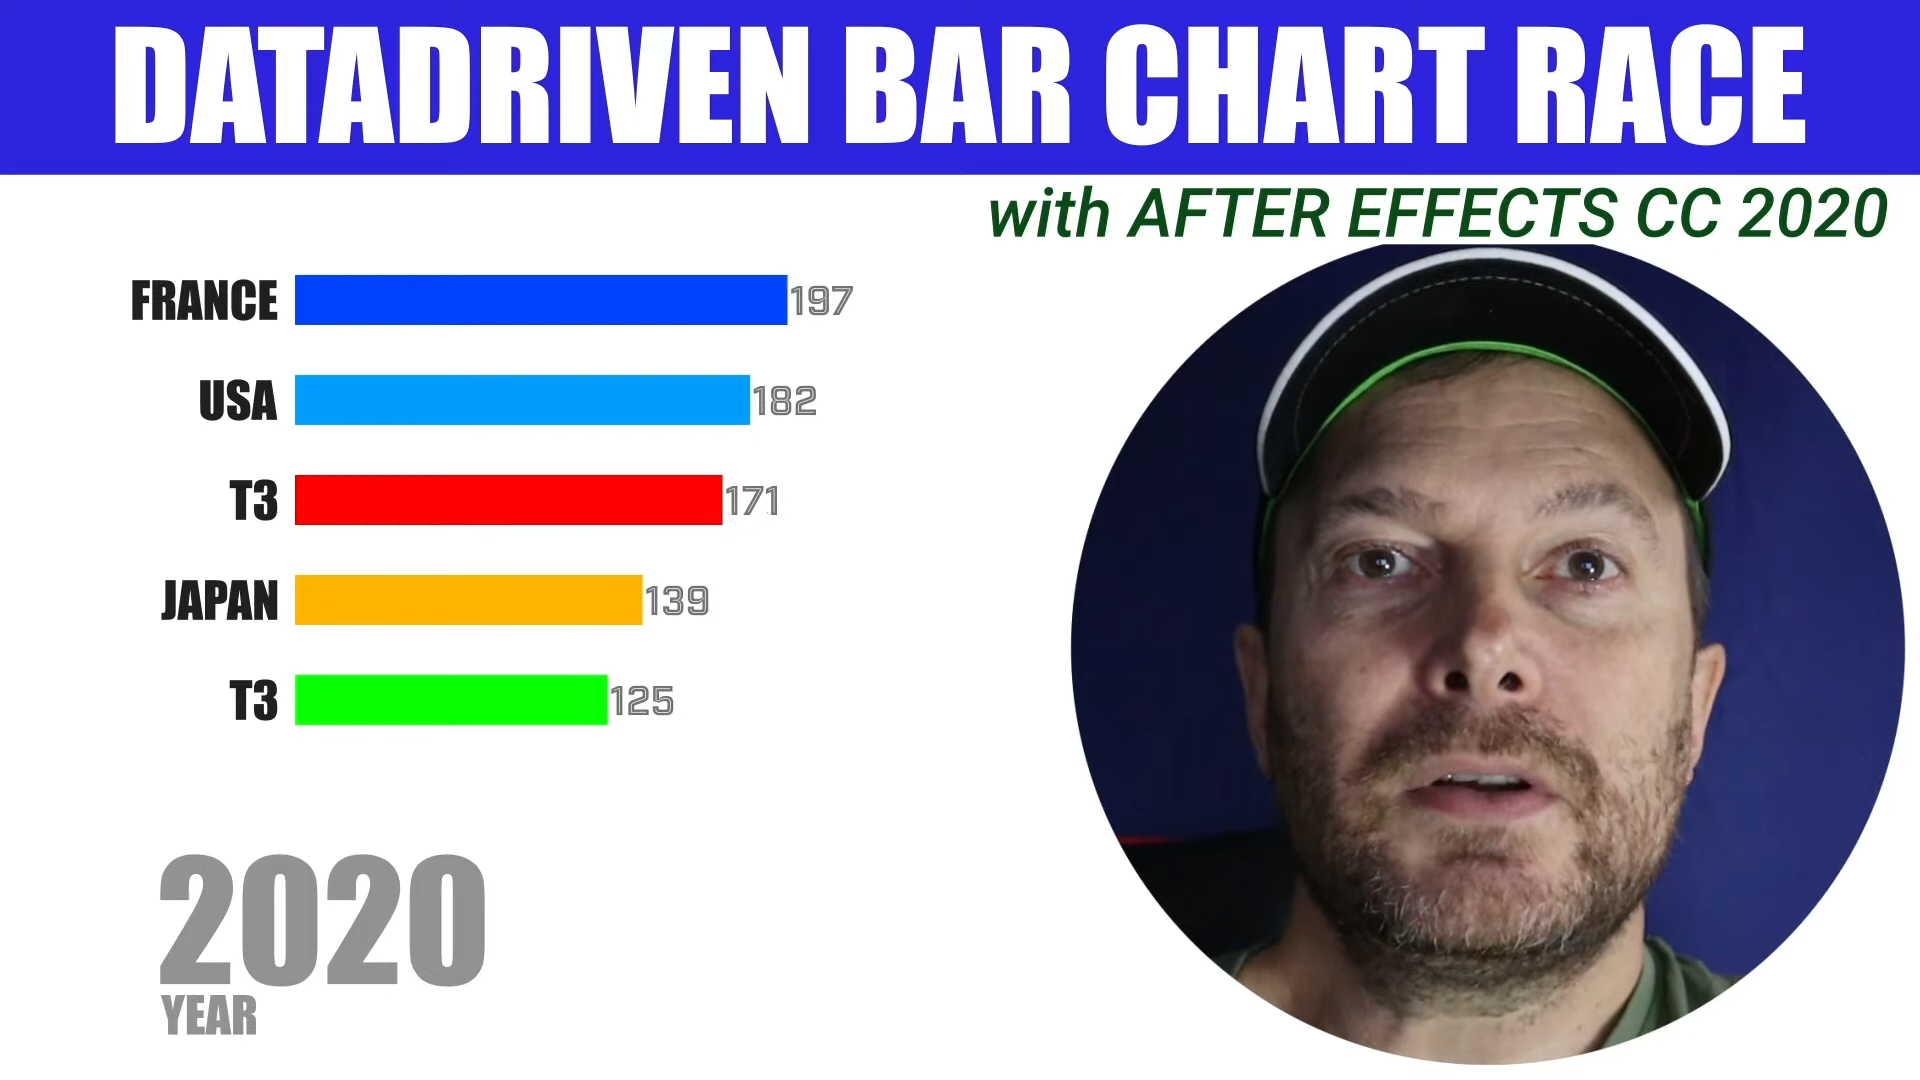 DATADRIVEN BAR CHART RACE
with AFTER EFFECTS CC 2020
FRANCE 197
USA 182
T3 171
JAPAN 139
T3 125
2020
YEAR